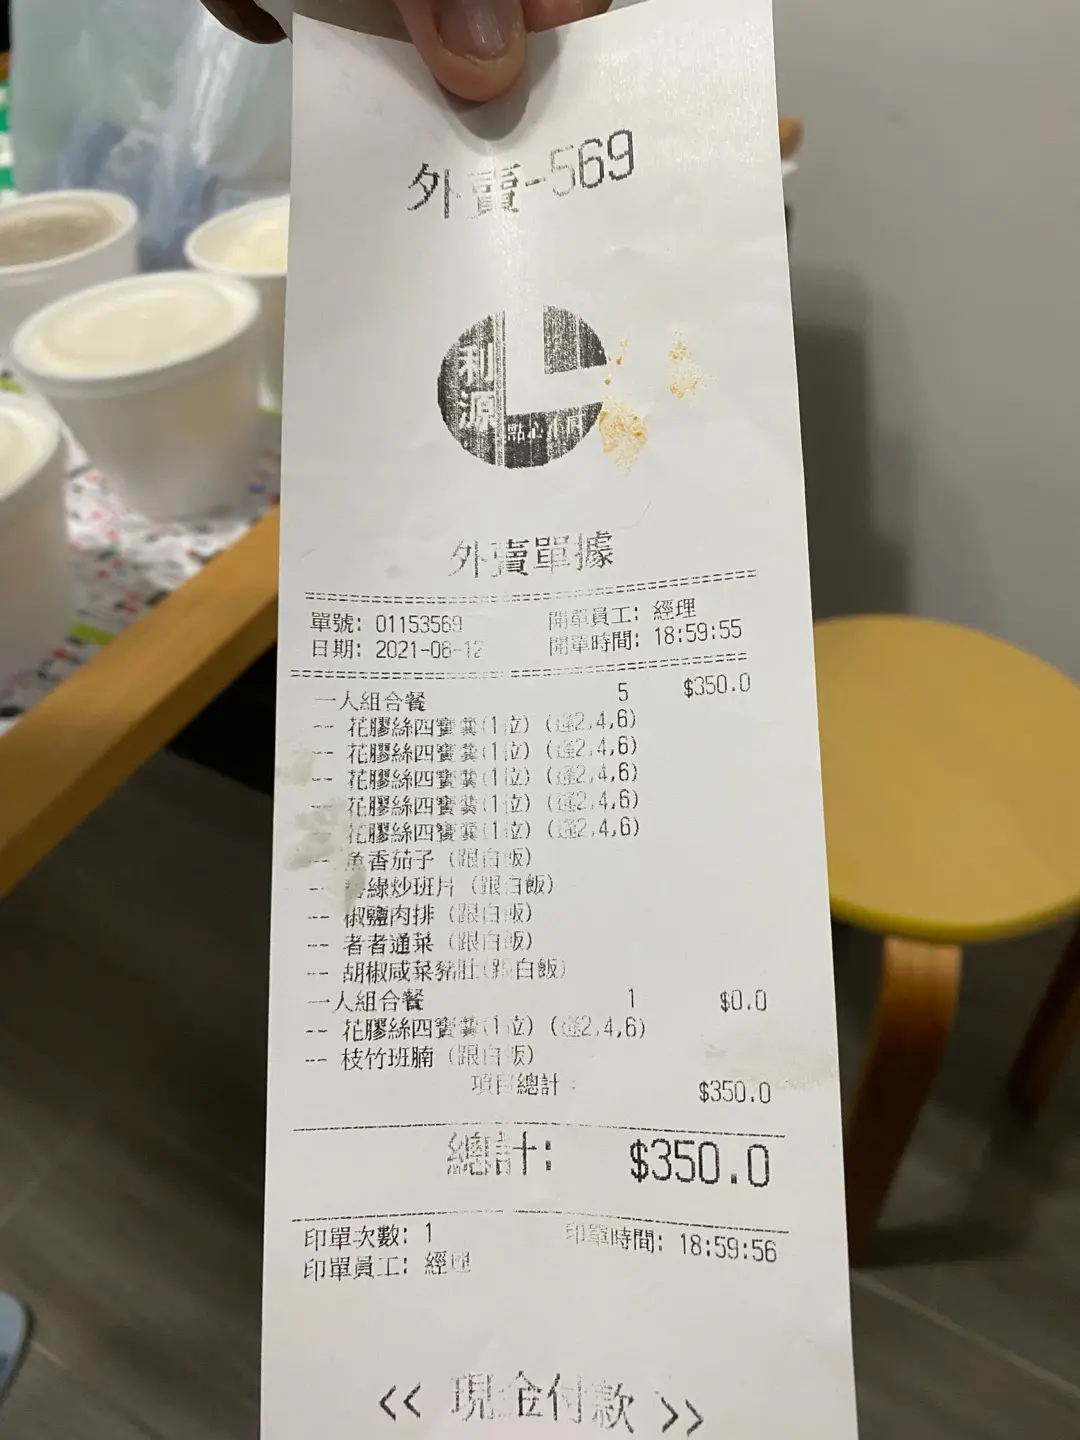 外賣-569
利源
點心
外賣單據
單號: 01153569 開單員工: 經理
日期: 2021-06-12 開單時間: 18:59:55
一人組合餐 5 $350.0
-- 花膠絲四寶羹(1位) (逢2,4,6)
-- 花膠絲四寶羹(1位) (逢2,4,6)
-- 花膠絲四寶羹(1位) (逢2,4,6)
-- 花膠絲四寶羹(1位) (逢2,4,6)
-- 花膠絲四寶羹(1位) (逢2,4,6)
-- 魚香茄子 (跟白飯)
-- 綠炒班片 (跟白飯)
-- 椒鹽肉排 (跟白飯)
-- 者者通菜 (跟白飯)
-- 胡椒咸菜豬肚(跟白飯)
一人組合餐 1 $0.0
-- 花膠絲四寶羹(1位) (逢2,4,6)
-- 枝竹班腩 (跟白飯)
項目總計: $350.0
總計: $350.0
印單次數: 1 印單時間: 18:59:56
印單員工: 經理
<< 現金付款 >>